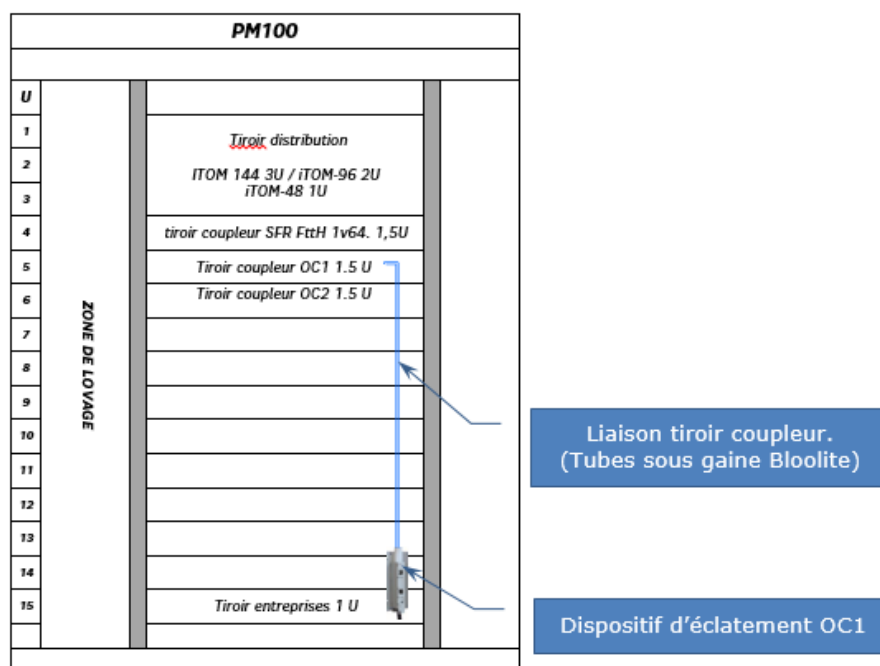 PM100
U
1
Tiroir distribution
2
ITOM 144 3U / iTOM-96 2U
iTOM-48 1U
3
4
tiroir coupleur SFR FttH 1v64. 1,5U
5
Tiroir coupleur OC1 1.5 U
6
Tiroir coupleur OC2 1.5 U
7
8
9
10
11
12
13
14
15
Tiroir entreprises 1 U
ZONE DE LOVAGE
Liaison tiroir coupleur.
(Tubes sous gaine Bloolite)
Dispositif d’éclatement OC1